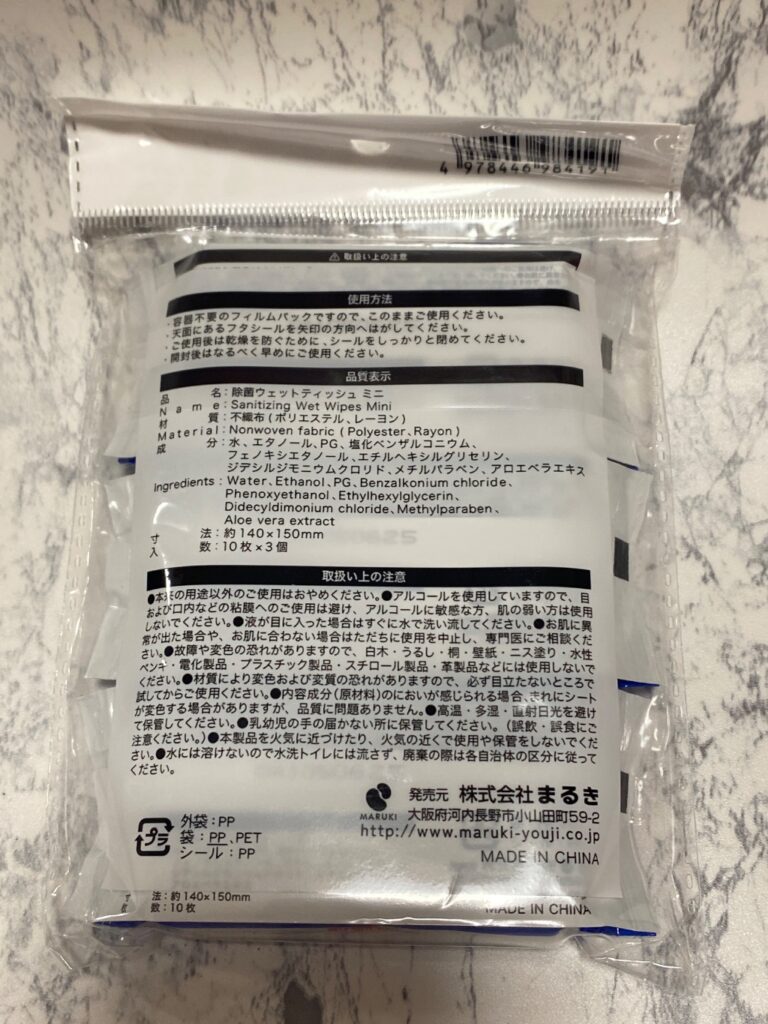 4 978446 984191
⚠取扱い上の注意
使用方法
・容器不要のフィルムパックですので、このままご使用ください。
・天面にあるフタシールを矢印の方向へはがしてください。
・ご使用後は乾燥を防ぐために、シールをしっかりと閉めてください。
・開封後はなるべく早めにご使用ください。
品質表示
品名:除菌ウェットティッシュ ミニ
Name:Sanitizing Wet Wipes Mini
材質:不織布(ポリエステル、レーヨン)
Material:Nonwoven fabric (Polyester、Rayon)
成分:水、エタノール、PG、塩化ベンザルコニウム、
フェノキシエタノール、エチルヘキシルグリセリン、
ジデシルジモニウムクロリド、メチルパラベン、アロエベラエキス
Ingredients:Water、Ethanol、PG、Benzalkonium chloride、
Phenoxyethanol、Ethylhexylglycerin、
Didecyldimonium chloride、Methylparaben、
Aloe vera extract
寸法:約140×150mm
入数:10枚×3個
取扱い上の注意
●本来の用途以外のご使用はおやめください。●アルコールを使用していますので、目
および口内などの粘膜へのご使用は避け、アルコールに敏感な方、肌の弱い方は使用
しないでください。●液が目に入った場合はすぐに水で洗い流してください。●お肌に異
常が出た場合や、お肌に合わない場合はただちに使用を中止し、専門医にご相談くだ
さい。●故障や変色の恐れがありますので、白木・うるし・桐・壁紙・ニス塗り・水性
ペンキ・電化製品・プラスチック製品・スチロール製品・革製品などには使用しないで
ください。●材質により変色および変質の恐れがありますので、必ず目立たないところで
試してからご使用ください。●内容成分(原材料)のにおいが感じられる場合、まれにシート
が変色する場合がありますが、品質に問題ありません。●高温・多湿・直射日光を避け
て保管してください。●乳幼児の手の届かない所に保管してください。(誤飲・誤食にご
注意ください。)●本製品を火気に近づけたり、火気の近くで使用や保管をしないでくだ
さい。●水には溶けないので水洗トイレには流さず、廃棄の際は各自治体の区分に従って
ください。
プラ
外袋:PP
袋:PP、PET
シール:PP
MARUKI
発売元 株式会社まるき
大阪府河内長野市小山田町59-2
http://www.maruki-youji.co.jp
MADE IN CHINA
寸法:約140×150mm
数:10枚
MADE IN CHINA